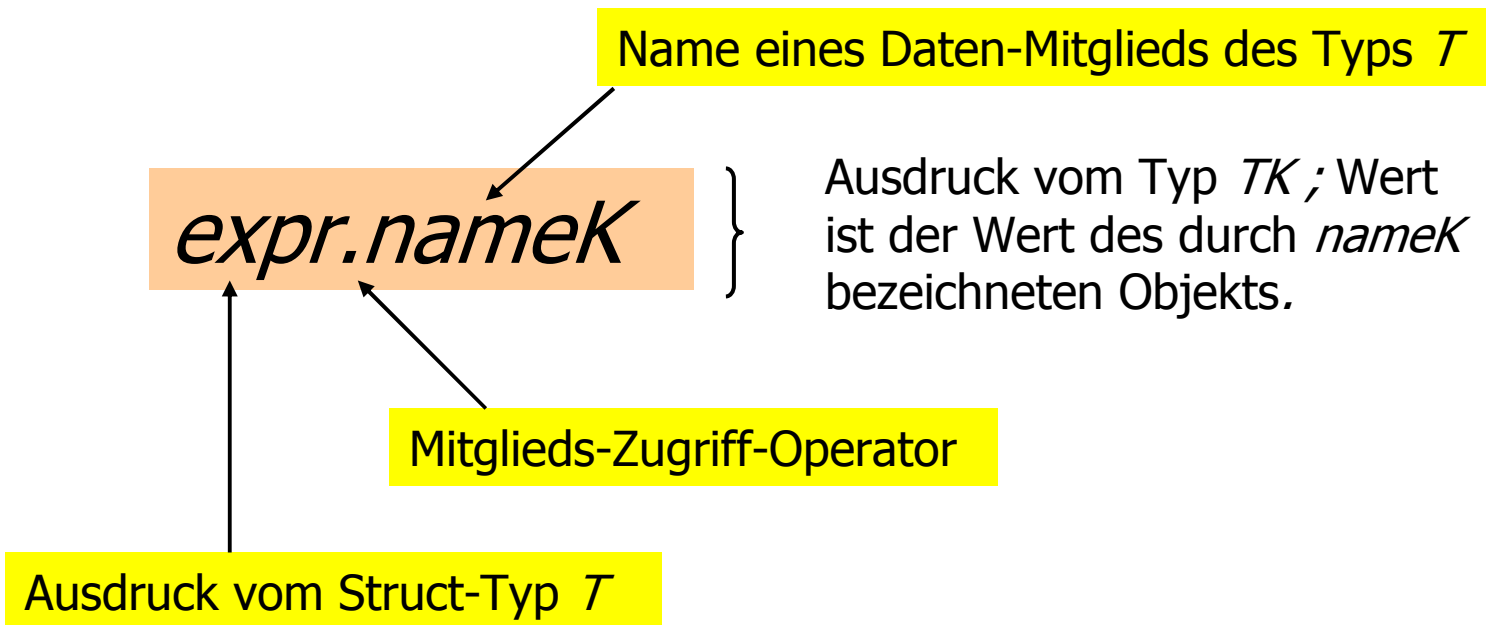 Name eines Daten-Mitglieds des Typs T
expr.nameK
Ausdruck vom Typ TK ; Wert
ist der Wert des durch nameK
bezeichneten Objekts.
Mitglieds-Zugriff-Operator
Ausdruck vom Struct-Typ T